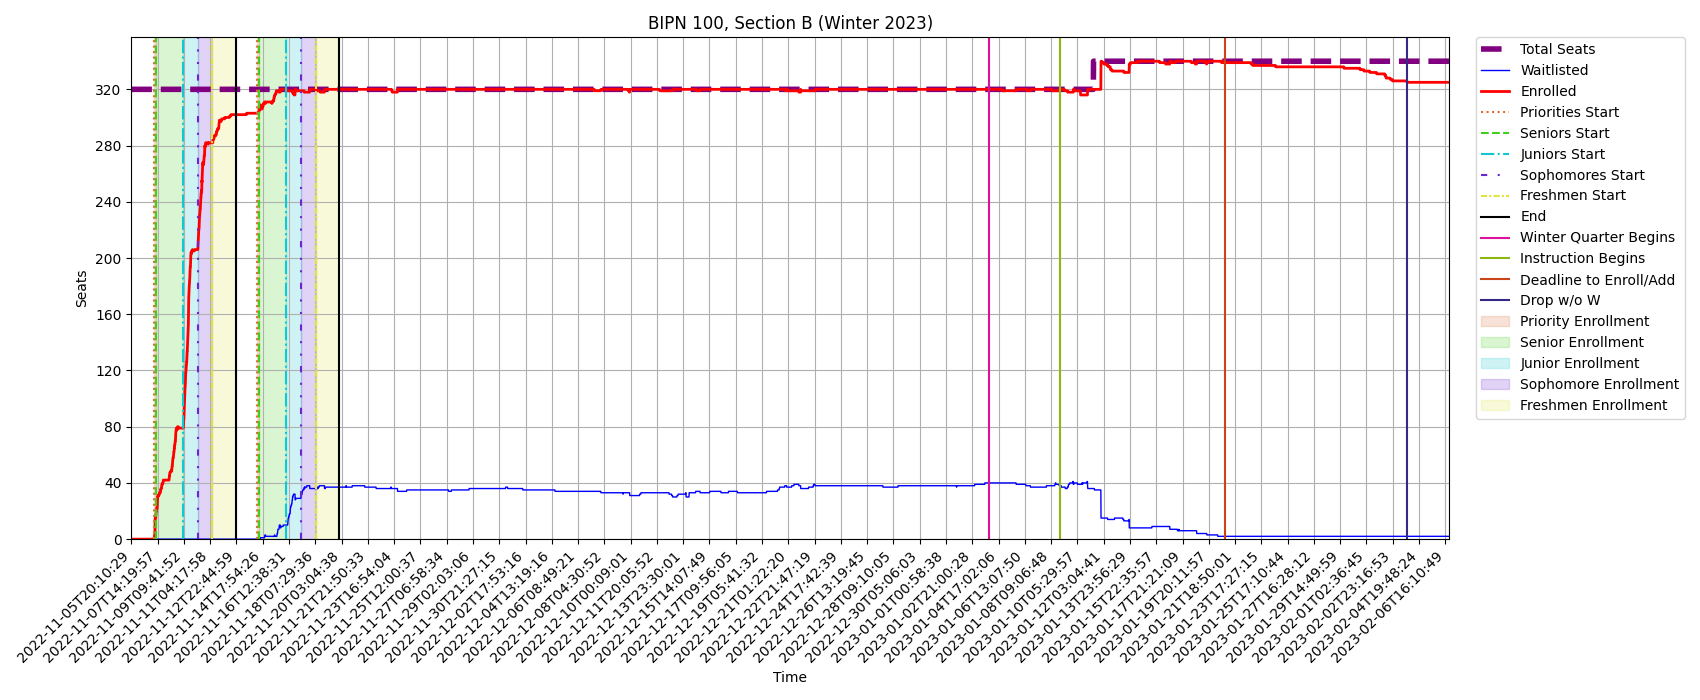 BIPN 100, Section B (Winter 2023)
Seats
320
280
240
200
160
120
80
40
0
2022-11-05T20:10:29
2022-11-07T14:19:57
2022-11-09T09:41:52
2022-11-11T04:17:58
2022-11-12T22:44:59
2022-11-14T17:54:26
2022-11-16T12:38:31
2022-11-18T07:29:36
2022-11-20T03:04:38
2022-11-21T21:50:33
2022-11-23T16:54:04
2022-11-25T12:00:37
2022-11-27T06:58:34
2022-11-29T02:03:06
2022-11-30T21:27:15
2022-12-02T17:53:16
2022-12-04T13:19:16
2022-12-06T08:49:21
2022-12-08T04:30:52
2022-12-10T00:09:01
2022-12-11T20:05:52
2022-12-13T23:30:01
2022-12-15T14:07:49
2022-12-17T09:56:05
2022-12-19T05:41:32
2022-12-21T01:22:20
2022-12-22T21:47:19
2022-12-24T17:42:39
2022-12-26T13:19:45
2022-12-28T09:10:05
2022-12-30T05:06:03
2023-01-01T00:58:38
2023-01-02T21:00:28
2023-01-04T17:02:06
2023-01-06T13:07:50
2023-01-08T09:06:48
2023-01-10T05:29:57
2023-01-12T03:04:41
2023-01-13T23:56:29
2023-01-15T22:35:57
2023-01-17T21:21:09
2023-01-19T20:11:57
2023-01-21T18:50:01
2023-01-23T17:27:15
2023-01-25T17:10:44
2023-01-27T16:28:12
2023-01-29T14:49:59
2023-02-01T02:36:45
2023-02-02T23:16:53
2023-02-04T19:48:24
2023-02-06T16:10:49
Time
Total Seats
Waitlisted
Enrolled
Priorities Start
Seniors Start
Juniors Start
Sophomores Start
Freshmen Start
End
Winter Quarter Begins
Instruction Begins
Deadline to Enroll/Add
Drop w/o W
Priority Enrollment
Senior Enrollment
Junior Enrollment
Sophomore Enrollment
Freshmen Enrollment